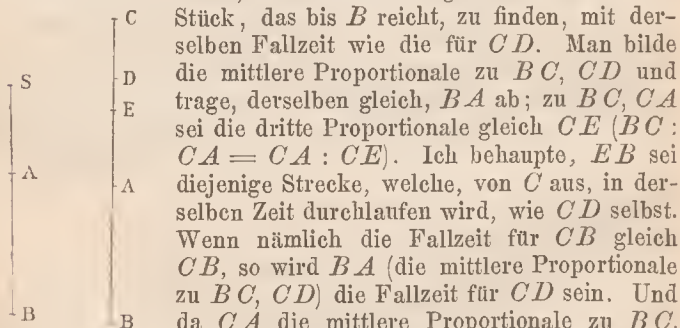 Stück, das bis B reicht, zu finden, mit der-
selben Fallzeit wie die für CD. Man bilde
die mittlere Proportionale zu BC, CD und
trage, derselben gleich, BA ab; zu BC, CA
sei die dritte Proportionale gleich CE (BC :
CA = CA : CE). Ich behaupte, EB sei
diejenige Strecke, welche, von C aus, in der-
selben Zeit durchlaufen wird, wie CD selbst.
Wenn nämlich die Fallzeit für CB gleich
CB, so wird BA (die mittlere Proportionale
zu BC, CD) die Fallzeit für CD sein. Und
da CA die mittlere Proportionale zu BC,
S
A
B
C
D
E
A
B